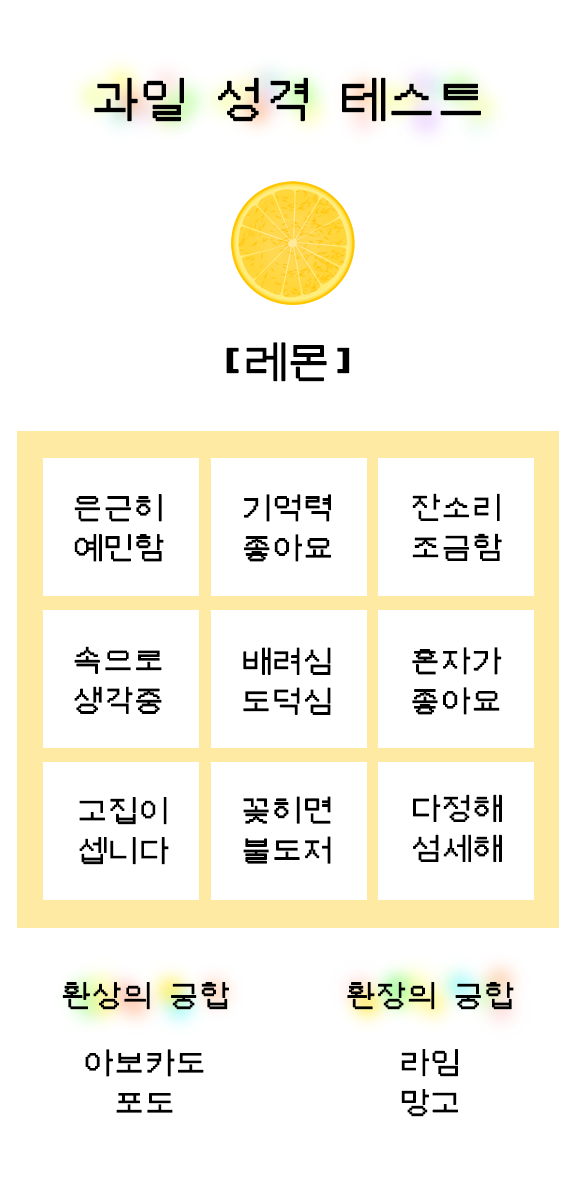 과일 성격 테스트
[레몬]
은근히
예민함
기억력
좋아요
잔소리
조금함
속으로
생각중
배려심
도덕심
혼자가
좋아요
고집이
셉니다
꽂히면
불도저
다정해
섬세해
환상의 궁합
아보카도
포도
환장의 궁합
라임
망고